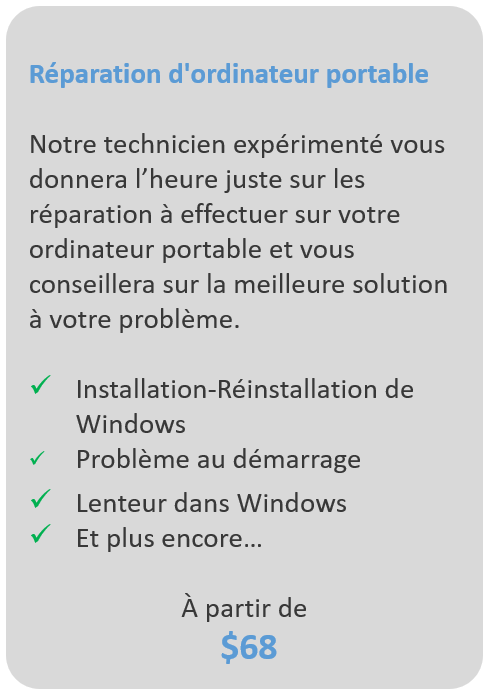 Réparation d'ordinateur portable
Notre technicien expérimenté vous
donnera l’heure juste sur les
réparation à effectuer sur votre
ordinateur portable et vous
conseillera sur la meilleure solution
à votre problème.
✓ Installation-Réinstallation de
Windows
✓ Problème au démarrage
✓ Lenteur dans Windows
✓ Et plus encore…
À partir de
$68